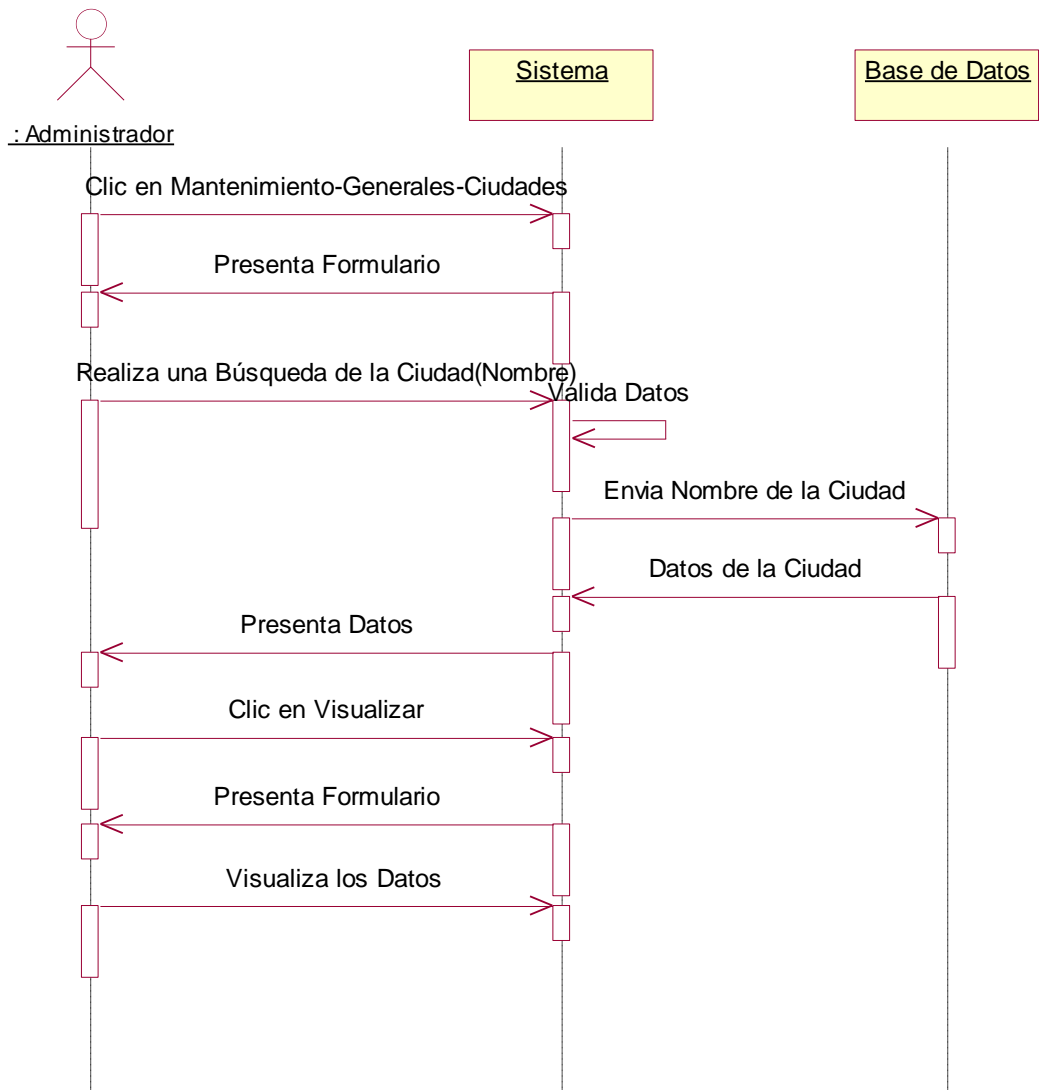 Sistema
Base de Datos
: Administrador
Clic en Mantenimiento-Generales-Ciudades
Presenta Formulario
Realiza una Búsqueda de la Ciudad(Nombre)
Valida Datos
Envia Nombre de la Ciudad
Datos de la Ciudad
Presenta Datos
Clic en Visualizar
Presenta Formulario
Visualiza los Datos